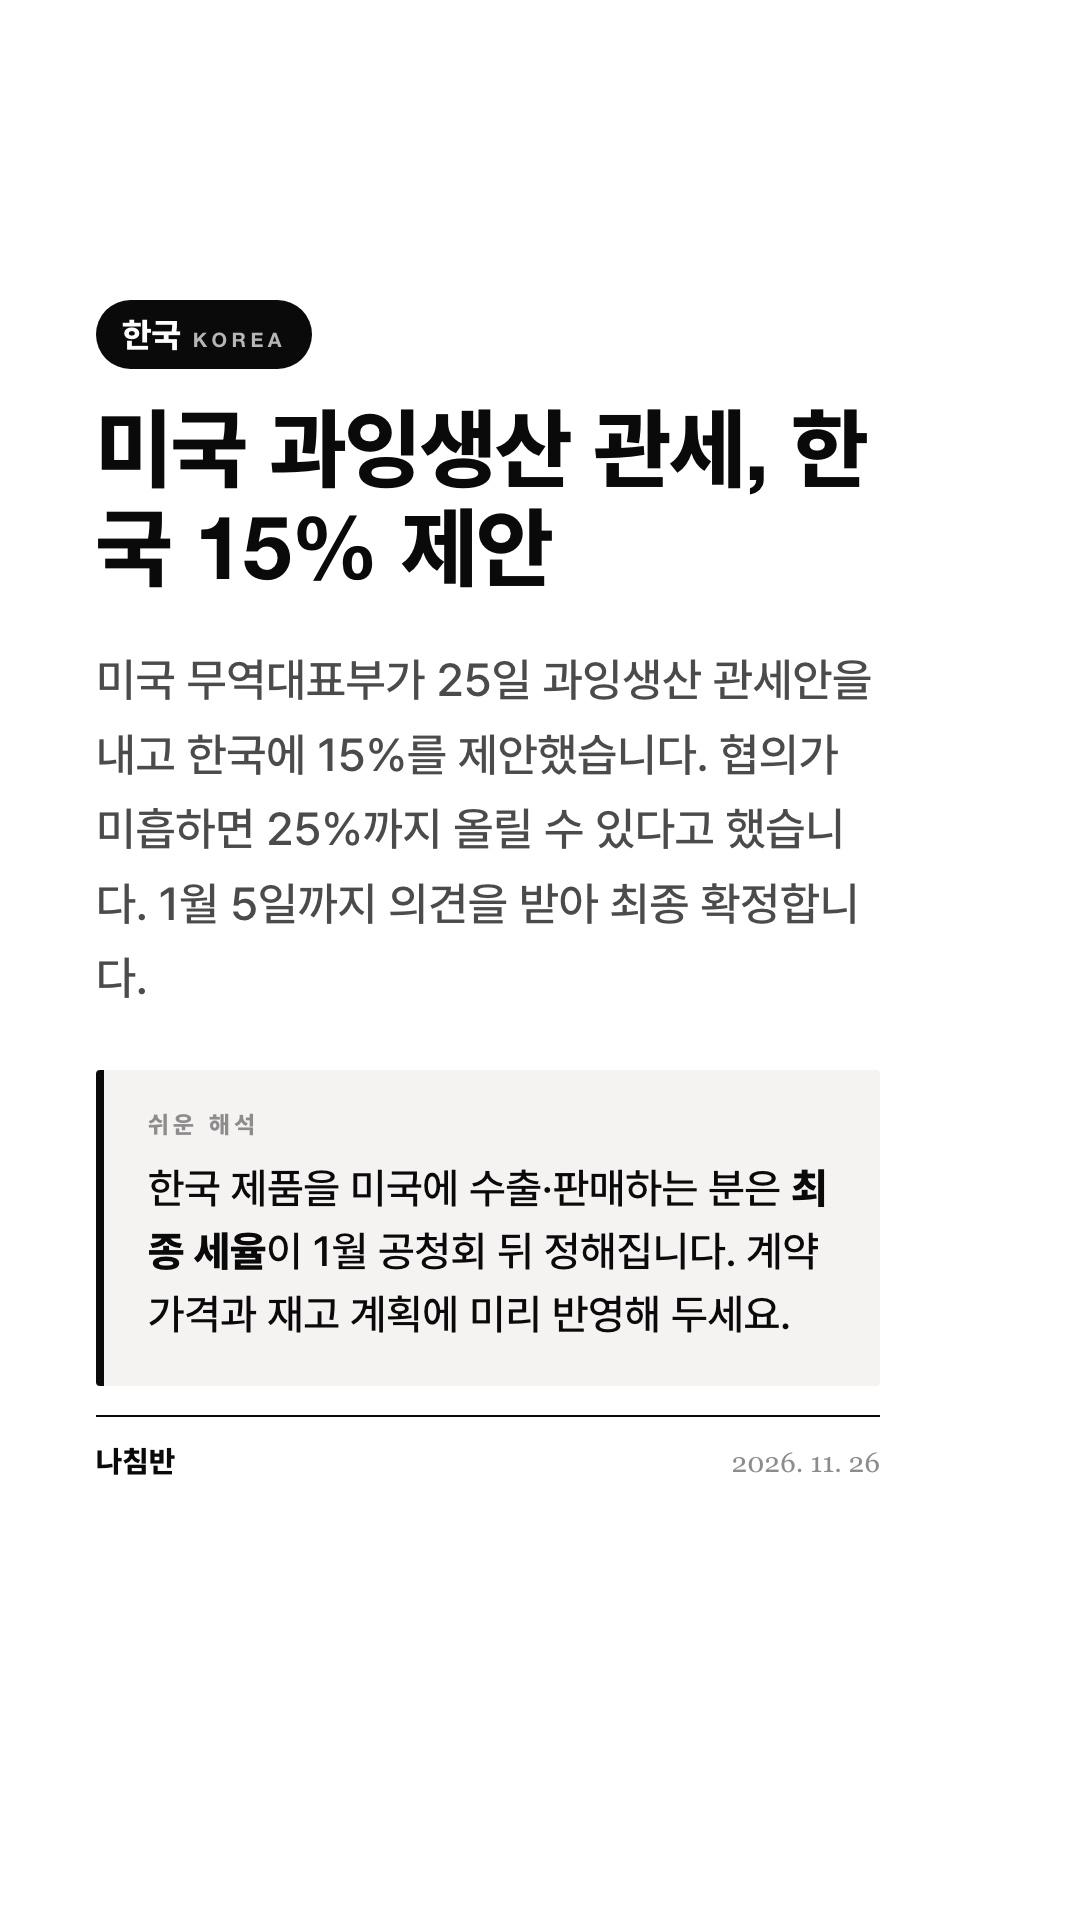 한국 KOREA
미국 과잉생산 관세, 한
국 15% 제안
미국 무역대표부가 25일 과잉생산 관세안을
내고 한국에 15%를 제안했습니다. 협의가
미흡하면 25%까지 올릴 수 있다고 했습니
다. 1월 5일까지 의견을 받아 최종 확정합니
다.
쉬운 해석
한국 제품을 미국에 수출·판매하는 분은 최
종 세율이 1월 공청회 뒤 정해집니다. 계약
가격과 재고 계획에 미리 반영해 두세요.
나침반
2026. 11. 26